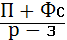 П + Фс
р − з